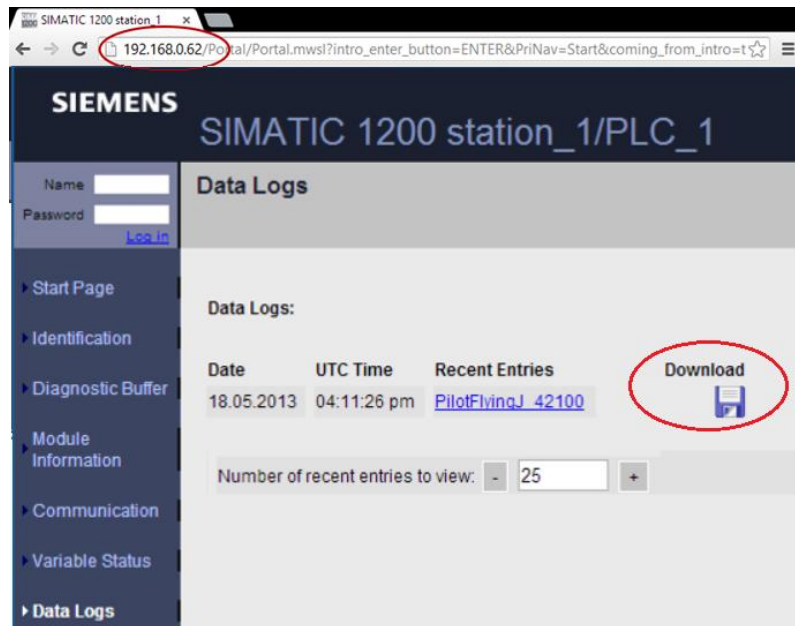 SIMATIC 1200 station_1 ×
192.168.0.62/Portal/Portal.mwsl?intro_enter_button=ENTER&PriNav=Start&coming_from_intro=t
SIEMENS
SIMATIC 1200 station_1/PLC_1
Name
Password
Log in
Data Logs
Start Page
Identification
Diagnostic Buffer
Module
Information
Communication
Variable Status
Data Logs
Data Logs:
Date UTC Time Recent Entries Download
18.05.2013 04:11:26 pm PilotFlyingJ_42100
Number of recent entries to view: - 25 +